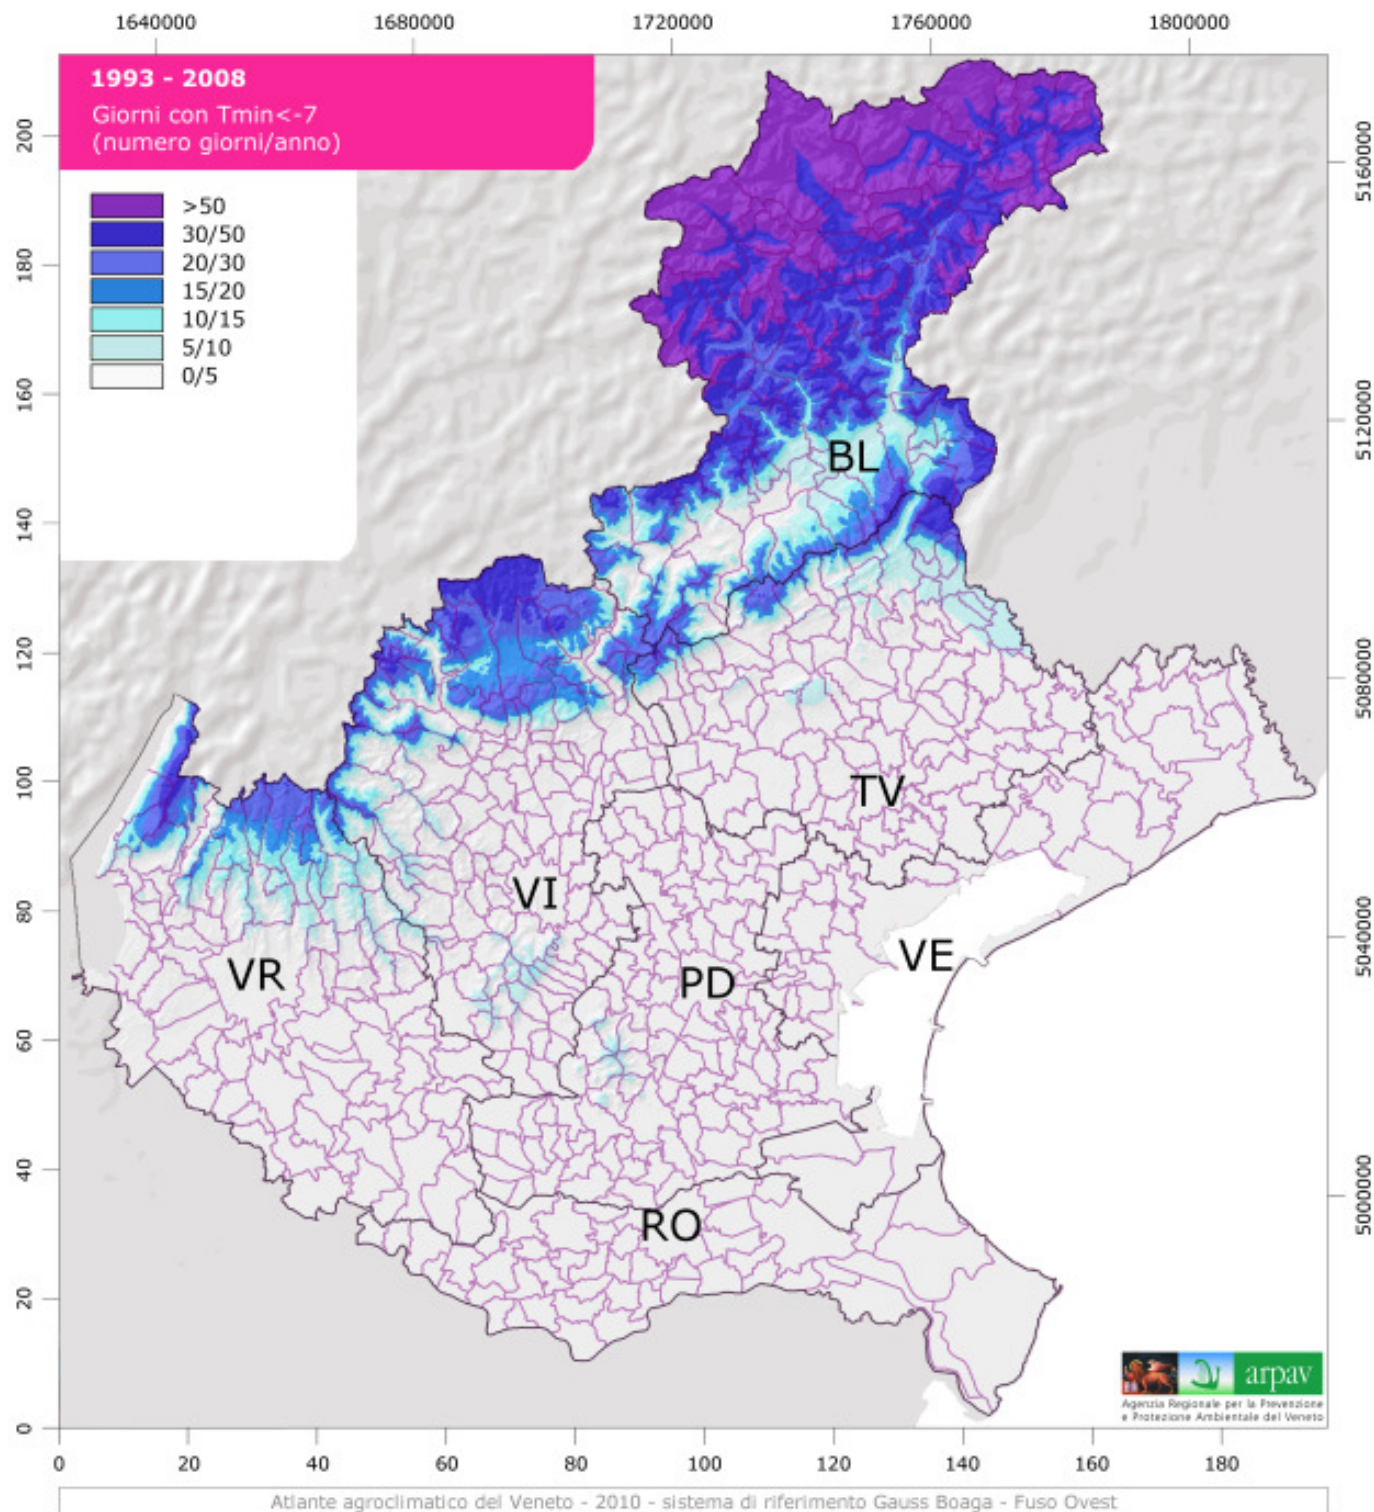 1640000 1680000 1720000 1760000 1800000
1993 - 2008
Giorni con Tmin<-7
(numero giorni/anno)
>50
30/50
20/30
15/20
10/15
5/10
0/5
200
180
160
140
120
100
80
60
40
20
0
5160000
5120000
5080000
5040000
5000000
BL
TV
VI
VE
VR
PD
RO
arpav
Agenzia Regionale per la Prevenzione
e Protezione Ambientale del Veneto
0 20 40 60 80 100 120 140 160 180
Atlante agroclimatico del Veneto - 2010 - sistema di riferimento Gauss Boaga - Fuso Ovest